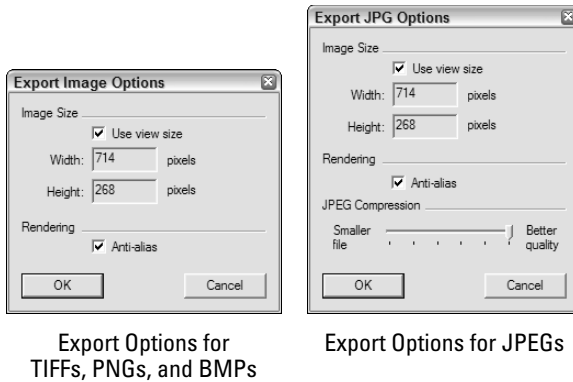 Export Image Options
Image Size
Use view size
Width: 714 pixels
Height: 268 pixels
Rendering
Anti-alias
OK Cancel
Export Options for
TIFFs, PNGs, and BMPs
Export JPG Options
Image Size
Use view size
Width: 714 pixels
Height: 268 pixels
Rendering
Anti-alias
JPEG Compression
Smaller Better
file quality
OK Cancel
Export Options for JPEGs